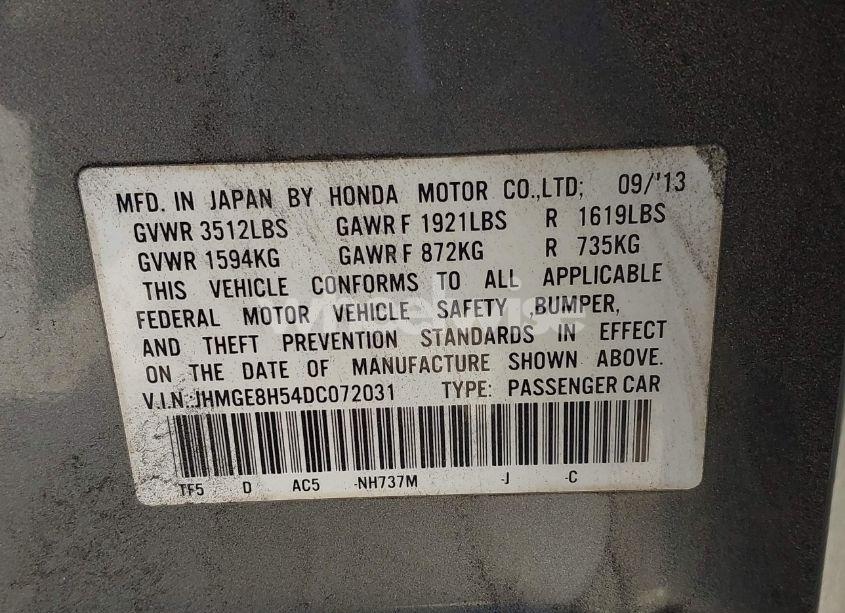 MFD. IN JAPAN BY HONDA MOTOR CO.,LTD; 09/'13
GVWR 3512LBS GAWR F 1921LBS R 1619LBS
GVWR 1594KG GAWR F 872KG R 735KG
THIS VEHICLE CONFORMS TO ALL APPLICABLE
FEDERAL MOTOR VEHICLE SAFETY ,BUMPER,
AND THEFT PREVENTION STANDARDS IN EFFECT
ON THE DATE OF MANUFACTURE SHOWN ABOVE.
V.I.N.:JHMGE8H54DC072031 TYPE: PASSENGER CAR
TF5 D AC5 -NH737M -J -C